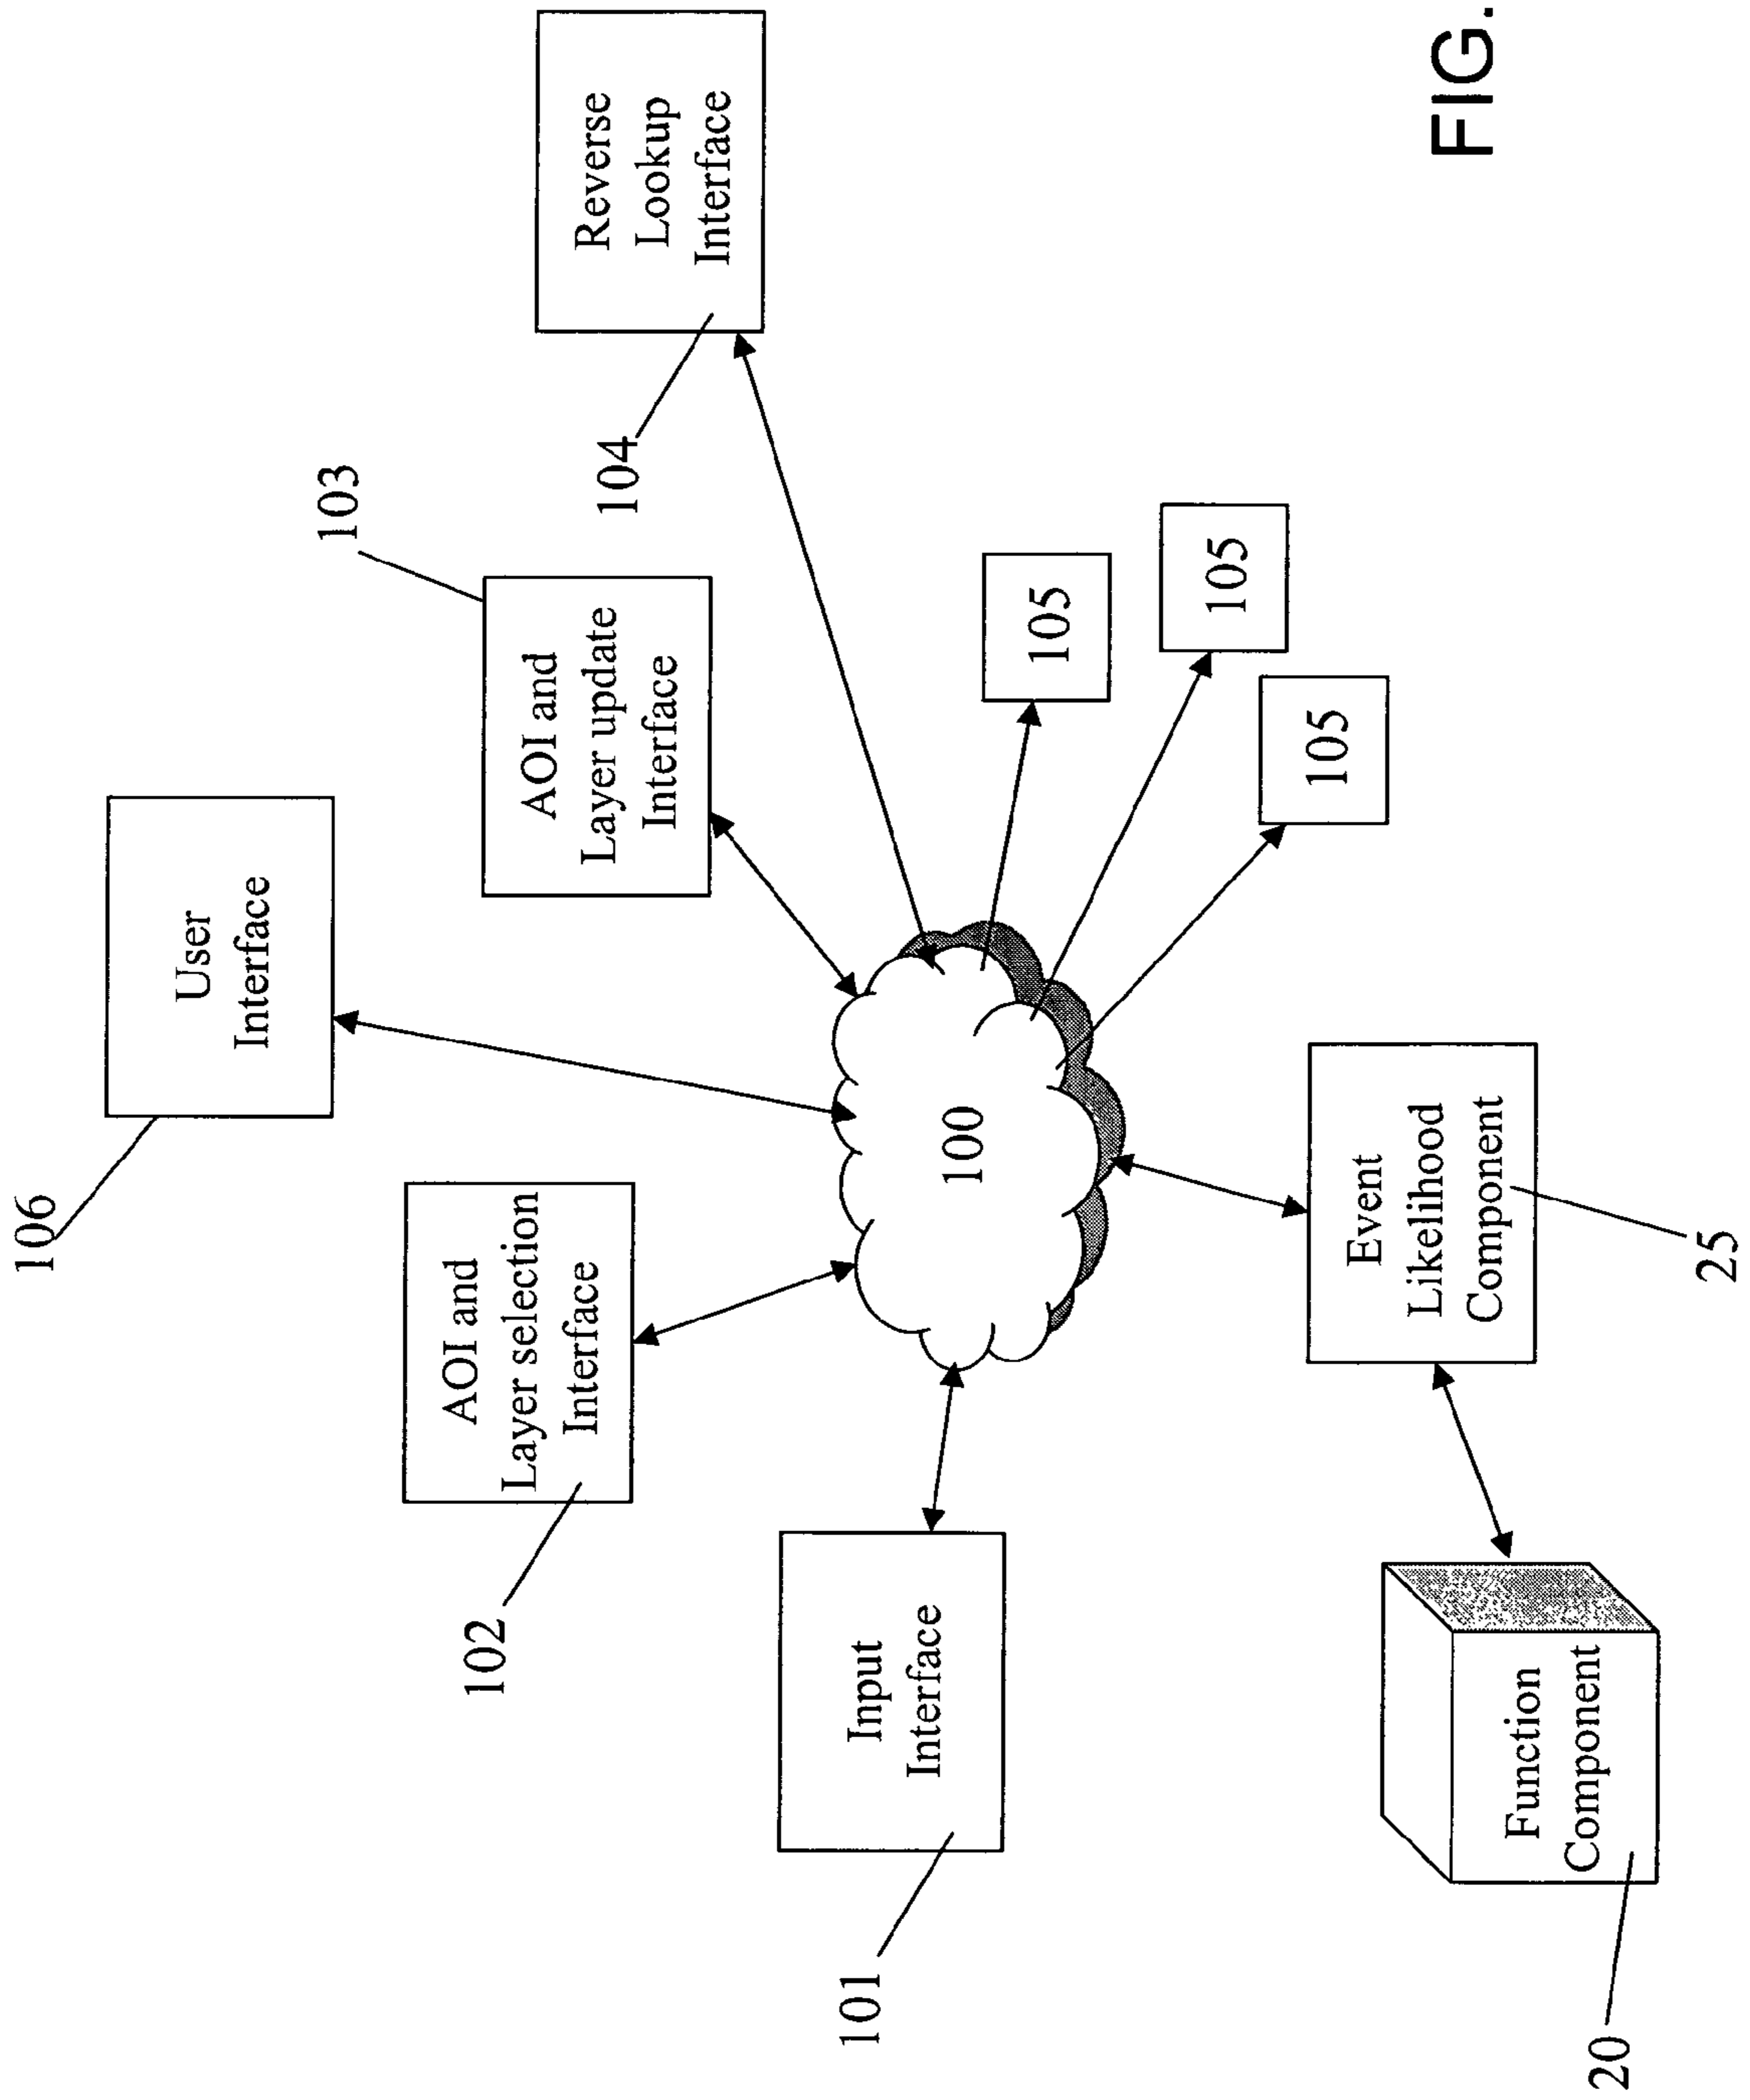 106
User
Interface
103
AOI and
Layer update
Interface
Reverse
Lookup
Interface
104
AOI and
Layer selection
Interface
102
100
105
105
105
Input
Interface
101
Event
Likelihood
Component
25
Function
Component
20
FIG.